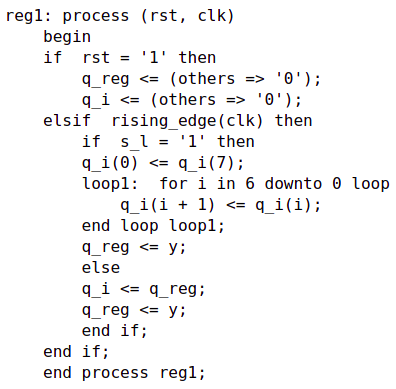 reg1: process (rst, clk)
    begin
    if  rst = '1' then
        q_reg <= (others => '0');
        q_i <= (others => '0');
    elsif  rising_edge(clk) then
        if  s_l = '1' then
        q_i(0) <= q_i(7);
        loop1:  for i in 6 downto 0 loop
            q_i(i + 1) <= q_i(i);
        end loop loop1;
        q_reg <= y;
        else
        q_i <= q_reg;
        q_reg <= y;
        end if;
    end if;
    end process reg1;